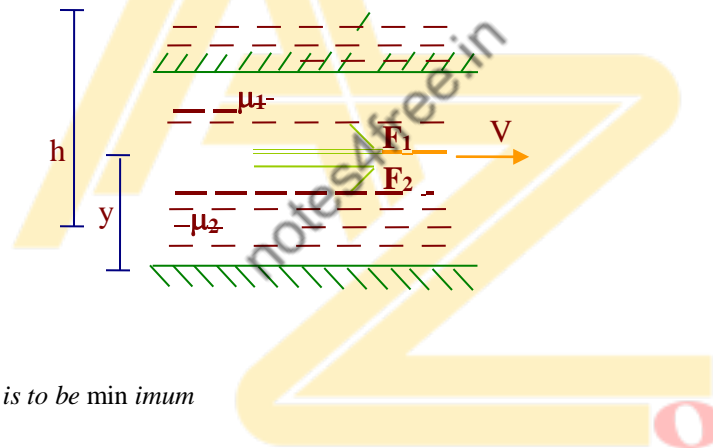 μ1
h
F1
V
F2
y
μ2
notes4free.in
is to be min imum